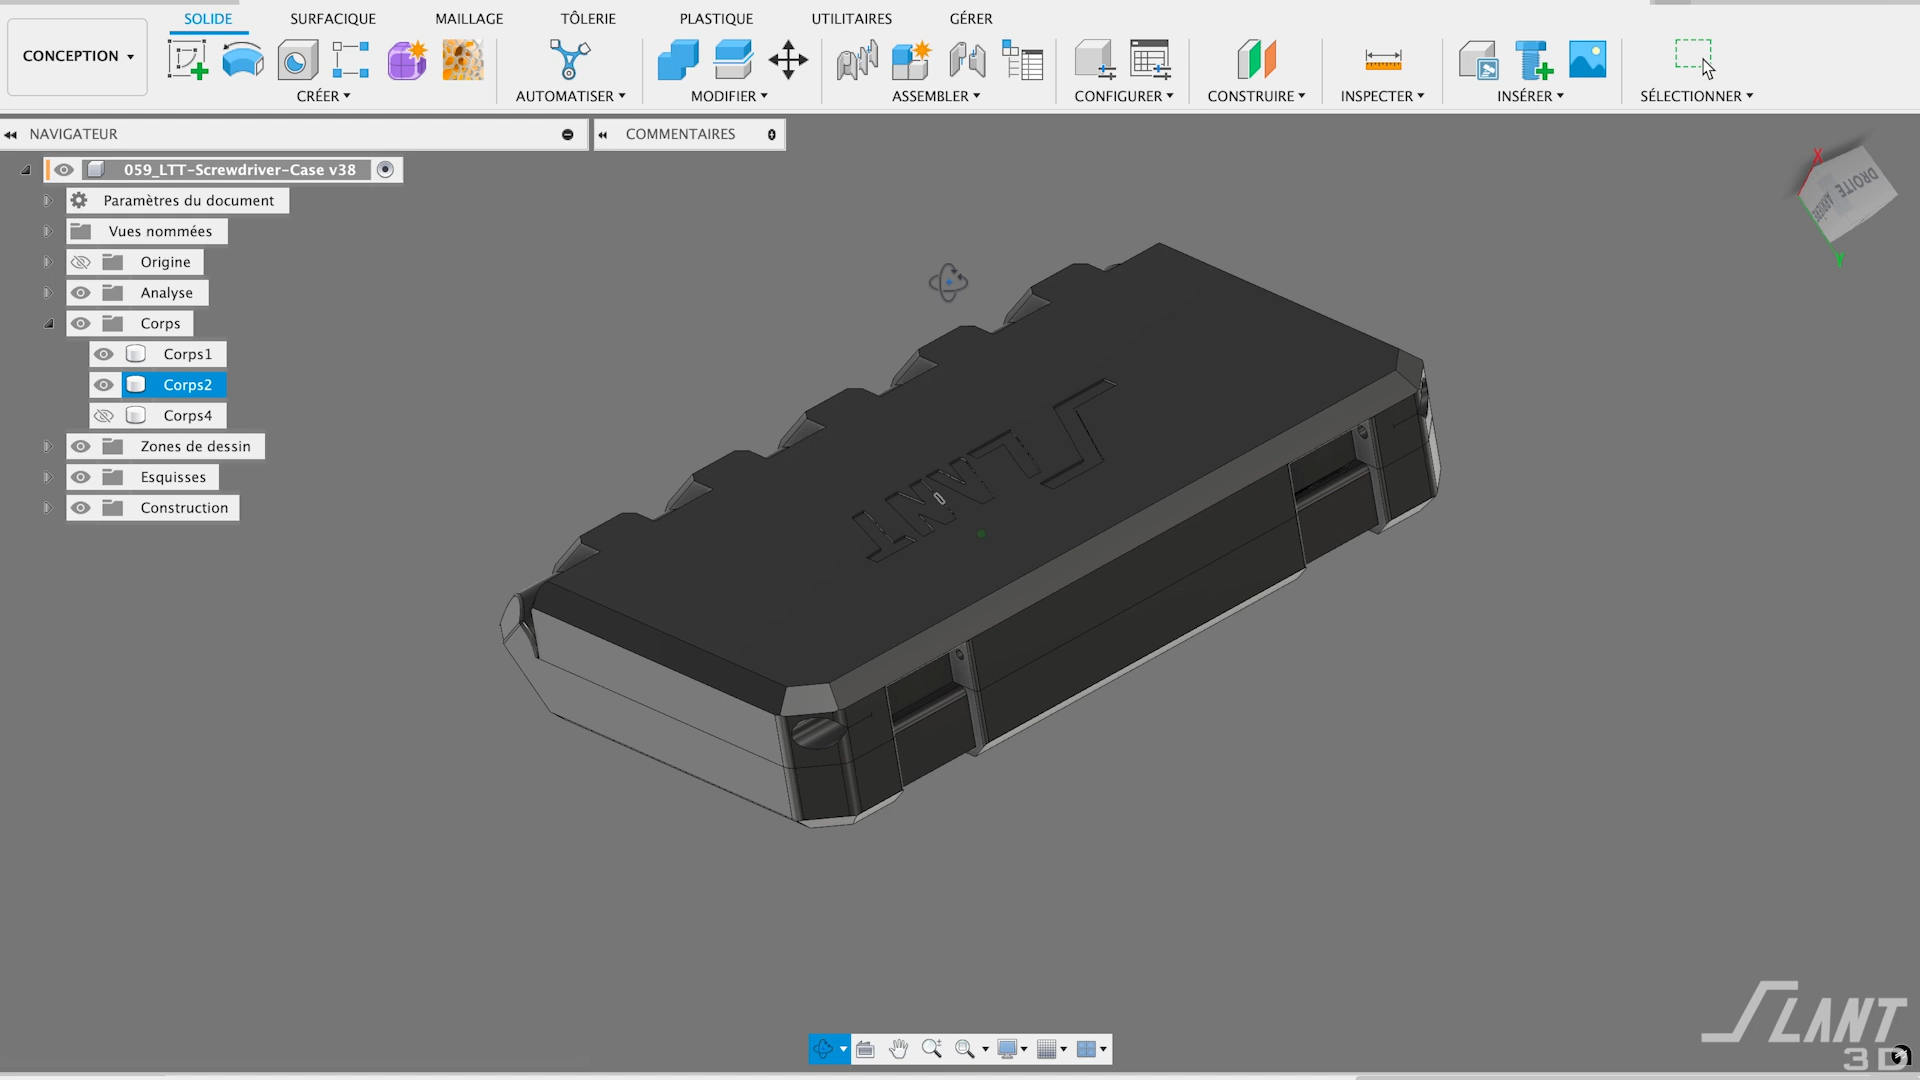 SOLIDE SURFACIQUE MAILLAGE TÔLERIE PLASTIQUE UTILITAIRES GÉRER
CONCEPTION
CRÉER AUTOMATISER MODIFIER ASSEMBLER CONFIGURER CONSTRUIRE INSPECTER INSÉRER SÉLECTIONNER
NAVIGATEUR
COMMENTAIRES
059_LTT-Screwdriver-Case v38
Paramètres du document
Vues nommées
Origine
Analyse
Corps
Corps1
Corps2
Corps4
Zones de dessin
Esquisses
Construction
X
DROITE
ARRIÈRE
Y
SLANT
SLANT
3D